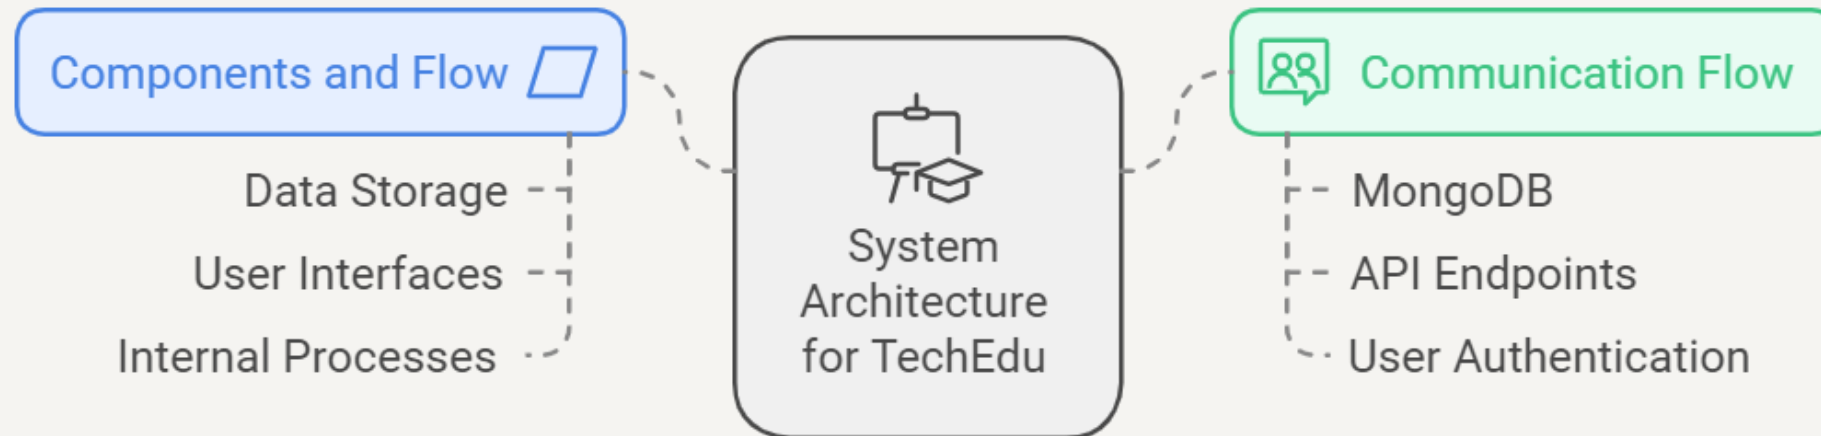 Components and Flow
Data Storage
User Interfaces
Internal Processes
System
Architecture
for TechEdu
Communication Flow
MongoDB
API Endpoints
User Authentication